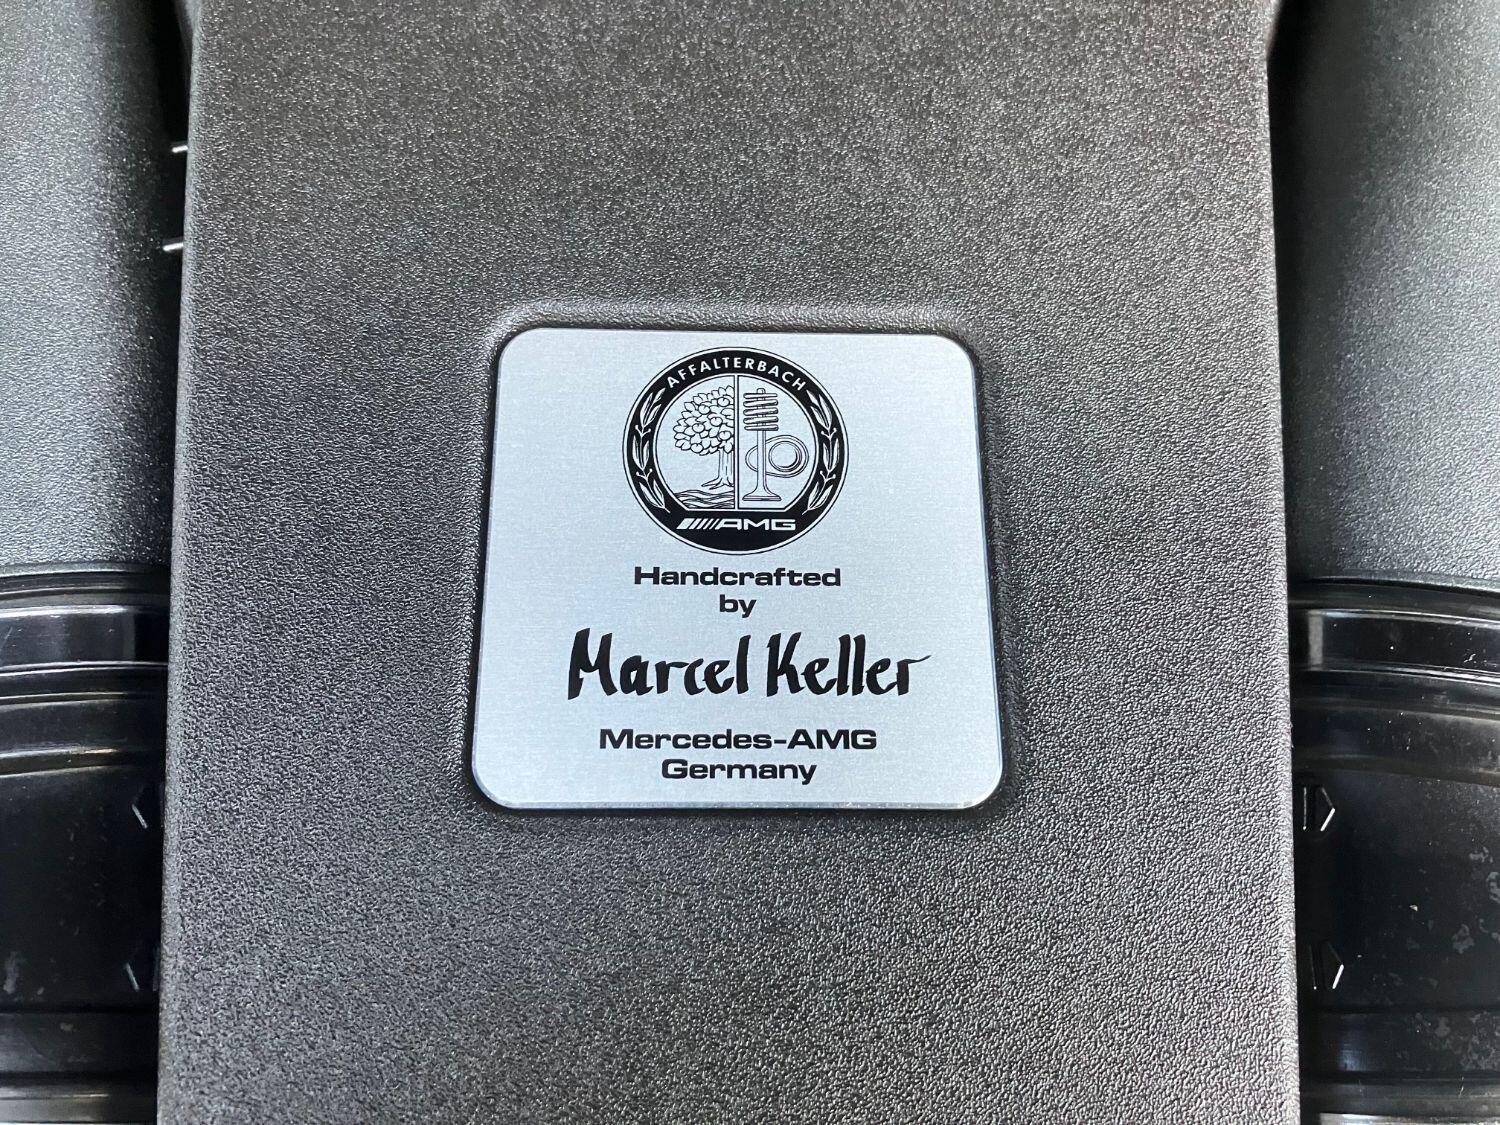 AFFALTERBACH
AMG
Handcrafted
by
Marcel Keller
Mercedes-AMG
Germany